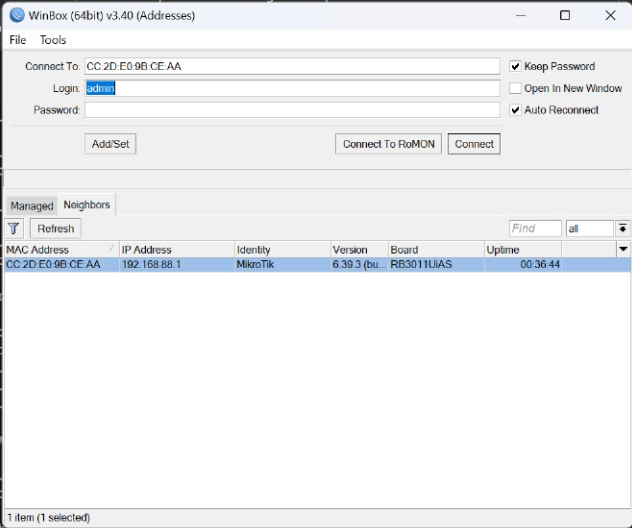 WinBox (64bit) v3.40 (Addresses)
File Tools
Connect To: CC:2D:E0:9B:CE:AA Keep Password
Login: admin Open In New Window
Password: Auto Reconnect
Add/Set Connect To RoMON Connect
Managed Neighbors
Refresh Find all
MAC Address IP Address Identity Version Board Uptime
CC:2D:E0:9B:CE:AA 192.168.88.1 MikroTik 6.39.3 (bu... RB3011UiAS 00:36:44
1 item (1 selected)